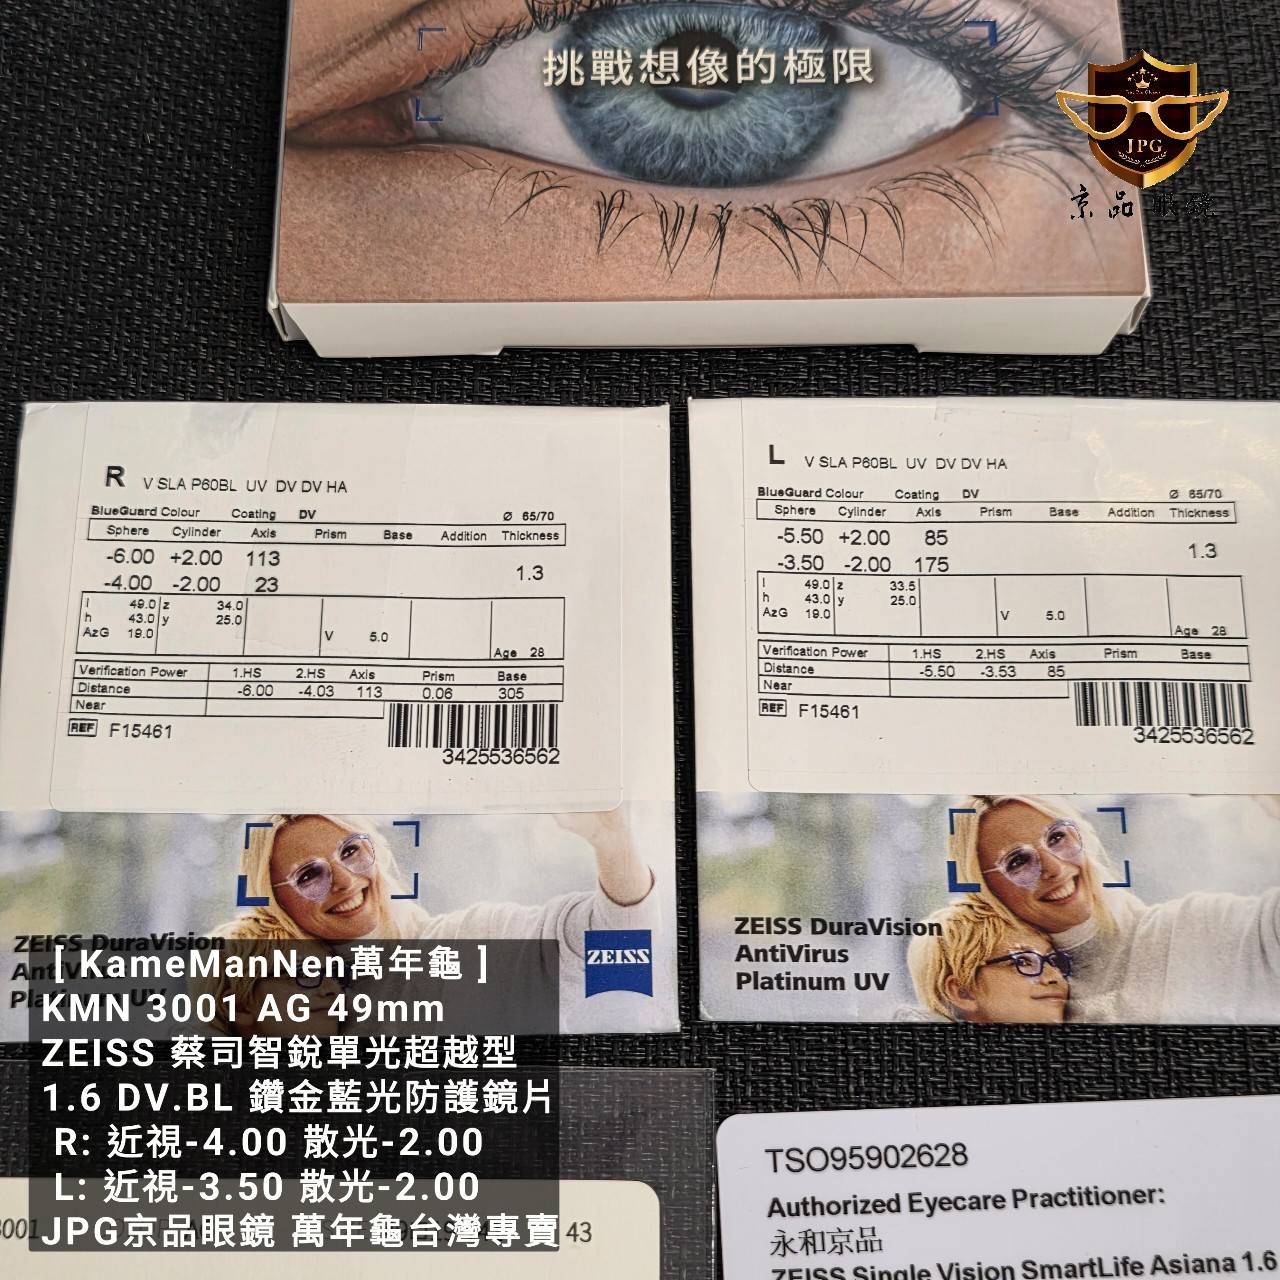 挑戰想像的極限
JPG
京品眼鏡
R V SLA P60BL UV DV DV HA
BlueGuard Colour Coating DV Ø 65/70
Sphere Cylinder Axis Prism Base Addition Thickness
-6.00 +2.00 113
-4.00 -2.00 23 1.3
l 49.0 z 34.0
h 43.0 y 25.0
AzG 19.0 V 5.0
Age 28
Verification Power 1.HS 2.HS Axis Prism Base
Distance -6.00 -4.03 113 0.06 305
Near
REF F15461
3425536562
ZEISS DuraVision
ZEISS
L V SLA P60BL UV DV DV HA
BlueGuard Colour Coating DV Ø 65/70
Sphere Cylinder Axis Prism Base Addition Thickness
-5.50 +2.00 85
-3.50 -2.00 175 1.3
l 49.0 z 33.5
h 43.0 y 25.0
AzG 19.0 V 5.0
Age 28
Verification Power 1.HS 2.HS Axis Prism Base
Distance -5.50 -3.53 85
Near
REF F15461
3425536562
ZEISS DuraVision
AntiVirus
Platinum UV
[ KameManNen萬年龜 ]
KMN 3001 AG 49mm
ZEISS 蔡司智銳單光超越型
1.6 DV.BL 鑽金藍光防護鏡片
R: 近視-4.00 散光-2.00
L: 近視-3.50 散光-2.00
JPG京品眼鏡 萬年龜台灣專賣
43
TSO95902628
Authorized Eyecare Practitioner:
永和京品
ZEISS Single Vision SmartLife Asiana 1.6